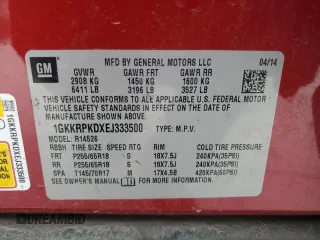 GM
MFD BY GENERAL MOTORS LLC 04/14
GVWR GAWR FRT GAWR RR
2908 KG 1450 KG 1600 KG
6411 LB 3196 LB 3527 LB
THIS VEHICLE CONFORMS TO ALL APPLICABLE U.S. FEDERAL MOTOR
VEHICLE SAFETY STANDARDS IN EFFECT ON THE DATE OF
MANUFACTURE SHOWN ABOVE.
1GKKRPKDXEJ333500 TYPE: M.P.V.
MODEL: R14526
RBBH TIRE SIZE SPEED RTG RIM COLD TIRE PRESSURE
FRT P255/65R18 S 18X7.5J 240KPA(35PSI)
RR P255/65R18 S 18X7.5J 240KPA(35PSI)
SPA T145/70R17 M 17X4.5B 420KPA(60PSI)
SEE OWNER'S MANUAL FOR ADDITIONAL INFORMATION.
1GKKRPKDXEJ333500
DREAMBID